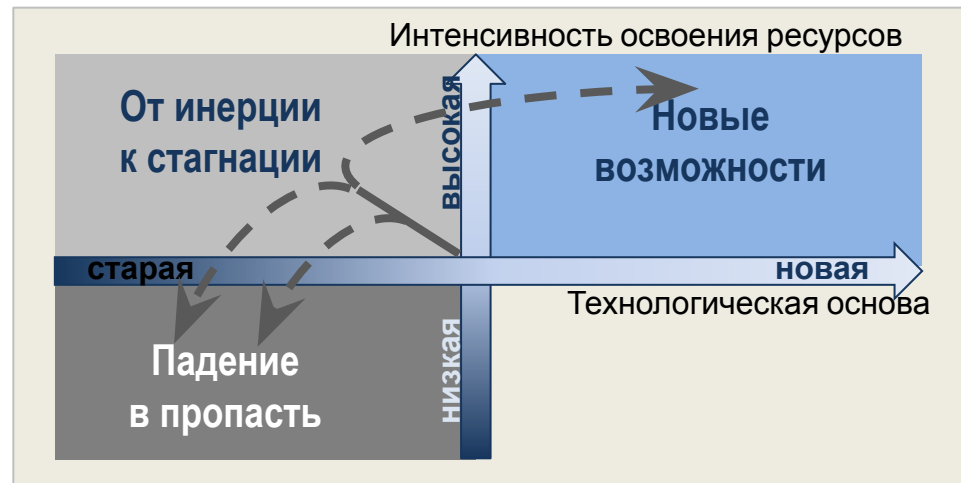 Интенсивность освоения ресурсов
От инерции
к стагнации
высокая
Новые
возможности
старая
новая
Технологическая основа
низкая
Падение
в пропасть